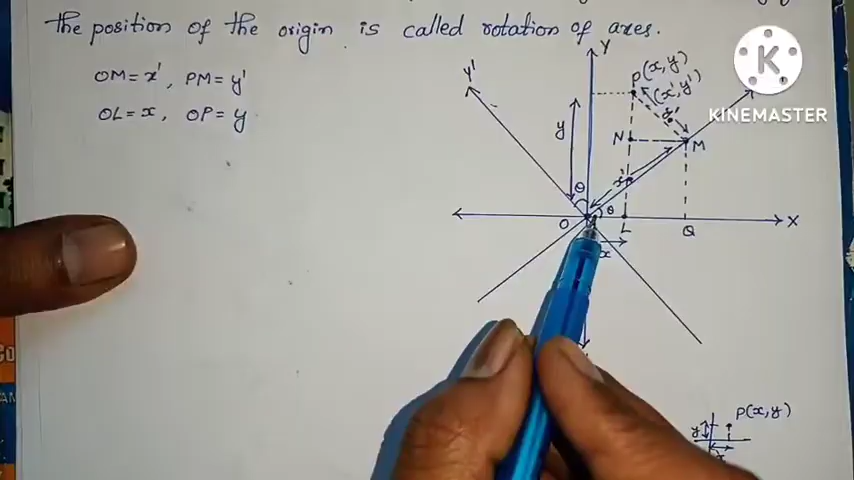 the position of the origin is called rotation of axes.
OM = x', PM = y'
OL = x, OP = y
Y
Y'
P(x, y)
(x', y')
y'
y
N
M
x'
θ
θ
O
L
Q
X
x
P(x, y)
y
KINEMASTER